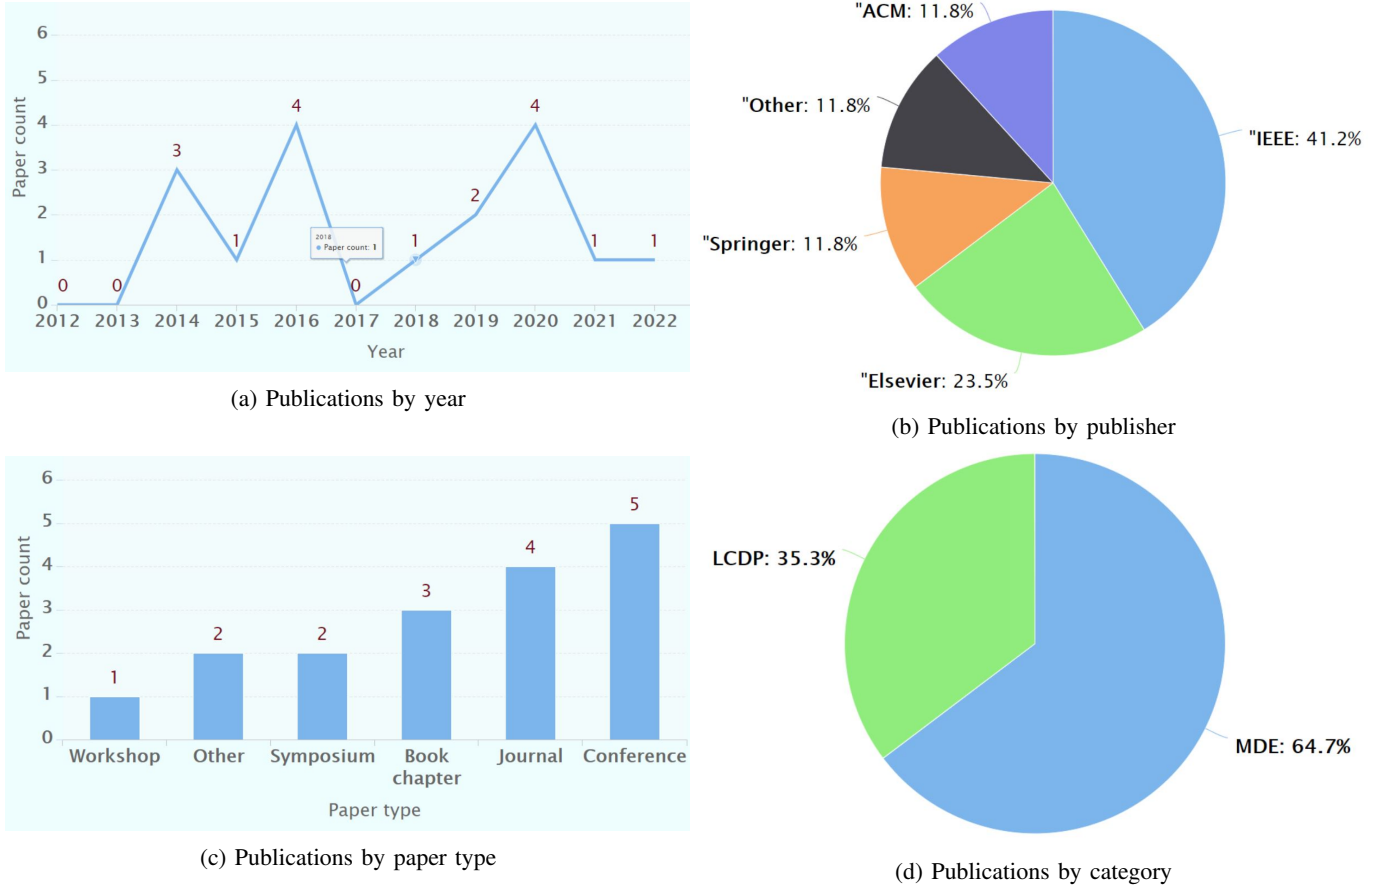 6
5
4
3
2
1
0
Paper count
0
0
3
1
4
0
1
2
4
1
1
2018
● Paper count: 1
2012 2013 2014 2015 2016 2017 2018 2019 2020 2021 2022
Year
(a) Publications by year
"ACM: 11.8%
"Other: 11.8%
"IEEE: 41.2%
"Springer: 11.8%
"Elsevier: 23.5%
(b) Publications by publisher
6
5
4
3
2
1
0
Paper count
1
2
2
3
4
5
Workshop
Other
Symposium
Book
chapter
Journal
Conference
Paper type
(c) Publications by paper type
LCDP: 35.3%
MDE: 64.7%
(d) Publications by category